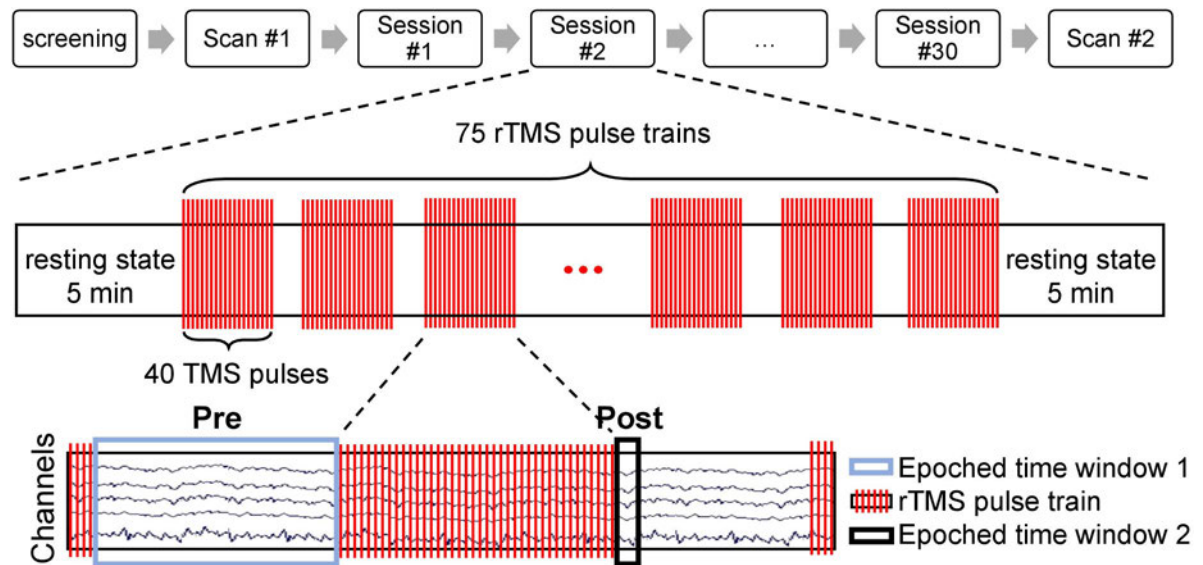 screening
Scan #1
Session
#1
Session
#2
...
Session
#30
Scan #2
75 rTMS pulse trains
resting state
5 min
resting state
5 min
40 TMS pulses
Pre
Post
Channels
Epoched time window 1
rTMS pulse train
Epoched time window 2